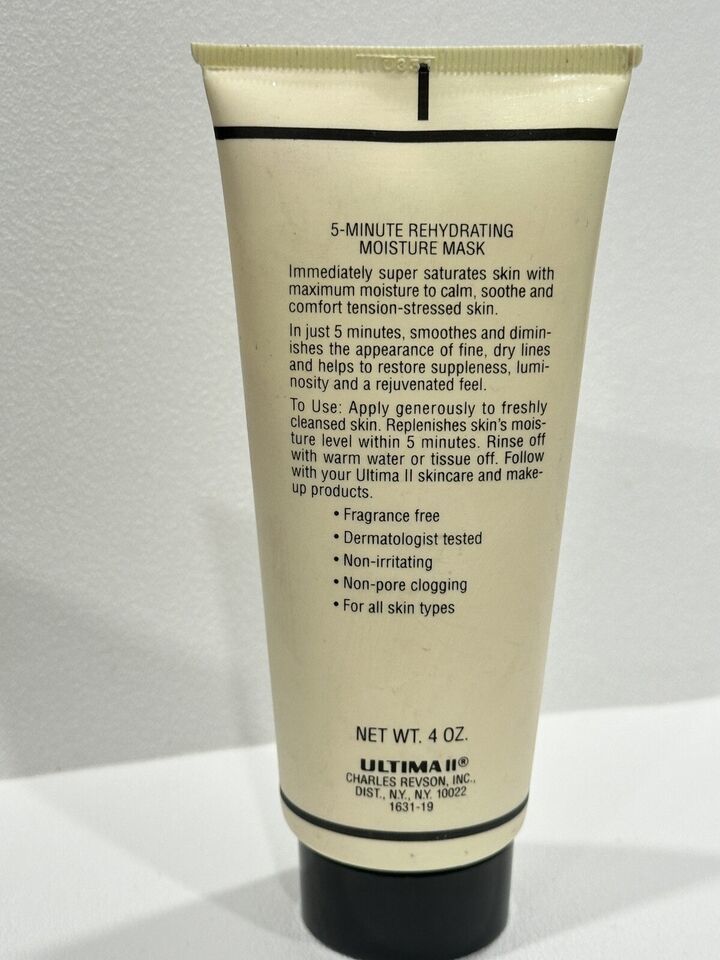 5-MINUTE REHYDRATING
MOISTURE MASK
Immediately super saturates skin with
maximum moisture to calm, soothe and
comfort tension-stressed skin.
In just 5 minutes, smoothes and dimin-
ishes the appearance of fine, dry lines
and helps to restore suppleness, lumi-
nosity and a rejuvenated feel.
To Use: Apply generously to freshly
cleansed skin. Replenishes skin's mois-
ture level within 5 minutes. Rinse off
with warm water or tissue off. Follow
with your Ultima II skincare and make-
up products.
• Fragrance free
• Dermatologist tested
• Non-irritating
• Non-pore clogging
• For all skin types
NET WT. 4 OZ.
ULTIMA II®
CHARLES REVSON, INC.,
DIST., N.Y., N.Y. 10022
1631-19